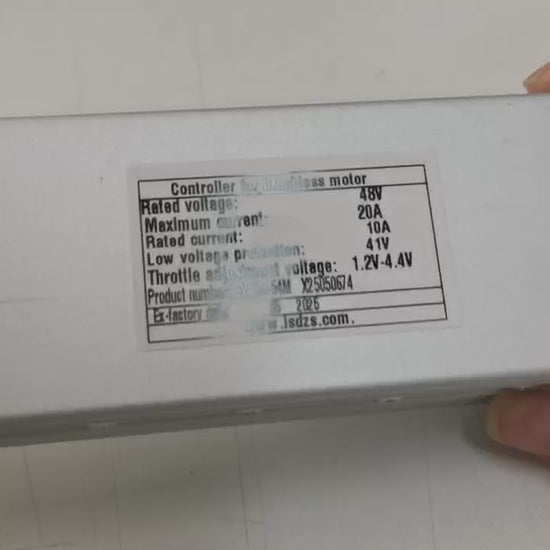 Controller for brushless motor
Rated voltage: 48V
Maximum current: 20A
Rated current: 10A
Low voltage protection: 41V
Throttle adjustment voltage: 1.2V-4.4V
Product number X25050674
Ex-factory date 2025
www.lsdzs.com.